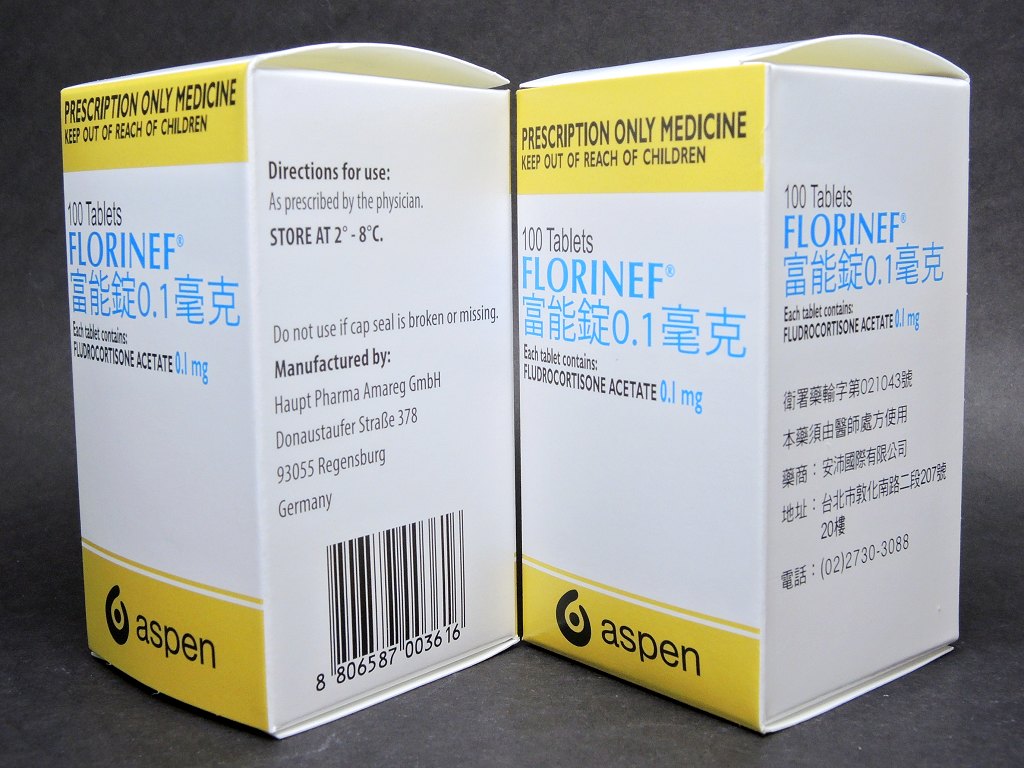 PRESCRIPTION ONLY MEDICINE
KEEP OUT OF REACH OF CHILDREN
100 Tablets
FLORINEF®
富能錠0.1毫克
Each tablet contains:
FLUDROCORTISONE ACETATE 0.1 mg
aspen
Directions for use:
As prescribed by the physician.
STORE AT 2° - 8°C.
Do not use if cap seal is broken or missing.
Manufactured by:
Haupt Pharma Amareg GmbH
Donaustaufer Straße 378
93055 Regensburg
Germany
8 806587 003616
PRESCRIPTION ONLY MEDICINE
KEEP OUT OF REACH OF CHILDREN
100 Tablets
FLORINEF®
富能錠0.1毫克
Each tablet contains:
FLUDROCORTISONE ACETATE 0.1 mg
aspen
100 Tablets
FLORINEF®
富能錠0.1毫克
Each tablet contains:
FLUDROCORTISONE ACETATE 0.1 mg
衛署藥輸字第021043號
本藥須由醫師處方使用
藥商：安沛國際有限公司
地址：台北市敦化南路二段207號
20樓
電話：(02)2730-3088